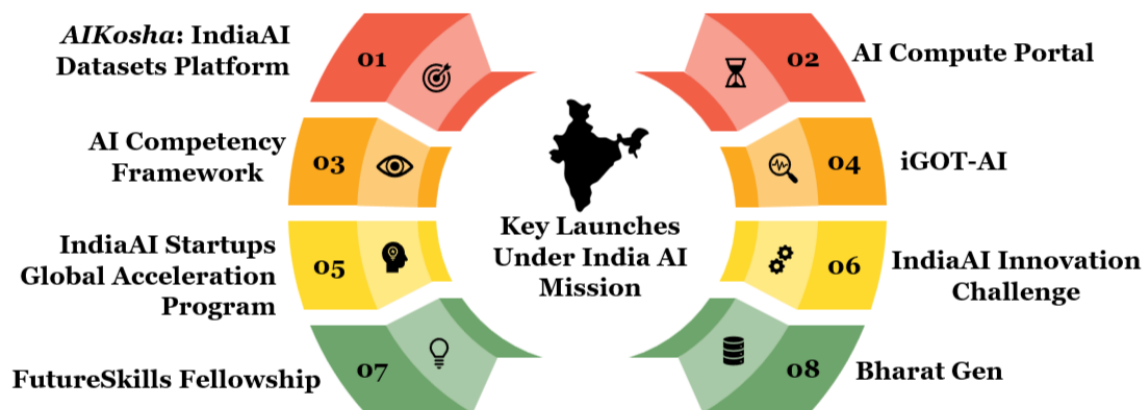 AIKosha: IndiaAI
Datasets Platform
01
02
AI Compute Portal
AI Competency
Framework
03
04
iGOT-AI
Key Launches
Under India AI
Mission
IndiaAI Startups
Global Acceleration
Program
05
06
IndiaAI Innovation
Challenge
FutureSkills Fellowship
07
08
Bharat Gen